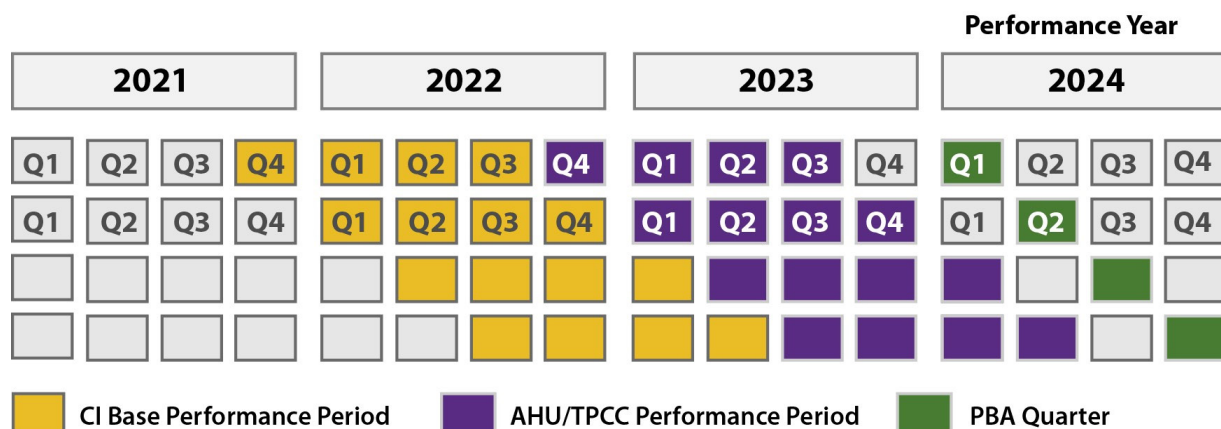 Performance Year
2021 2022 2023 2024
Q1 Q2 Q3 Q4 Q1 Q2 Q3 Q4 Q1 Q2 Q3 Q4 Q1 Q2 Q3 Q4
Q1 Q2 Q3 Q4 Q1 Q2 Q3 Q4 Q1 Q2 Q3 Q4 Q1 Q2 Q3 Q4
CI Base Performance Period AHU/TPCC Performance Period PBA Quarter